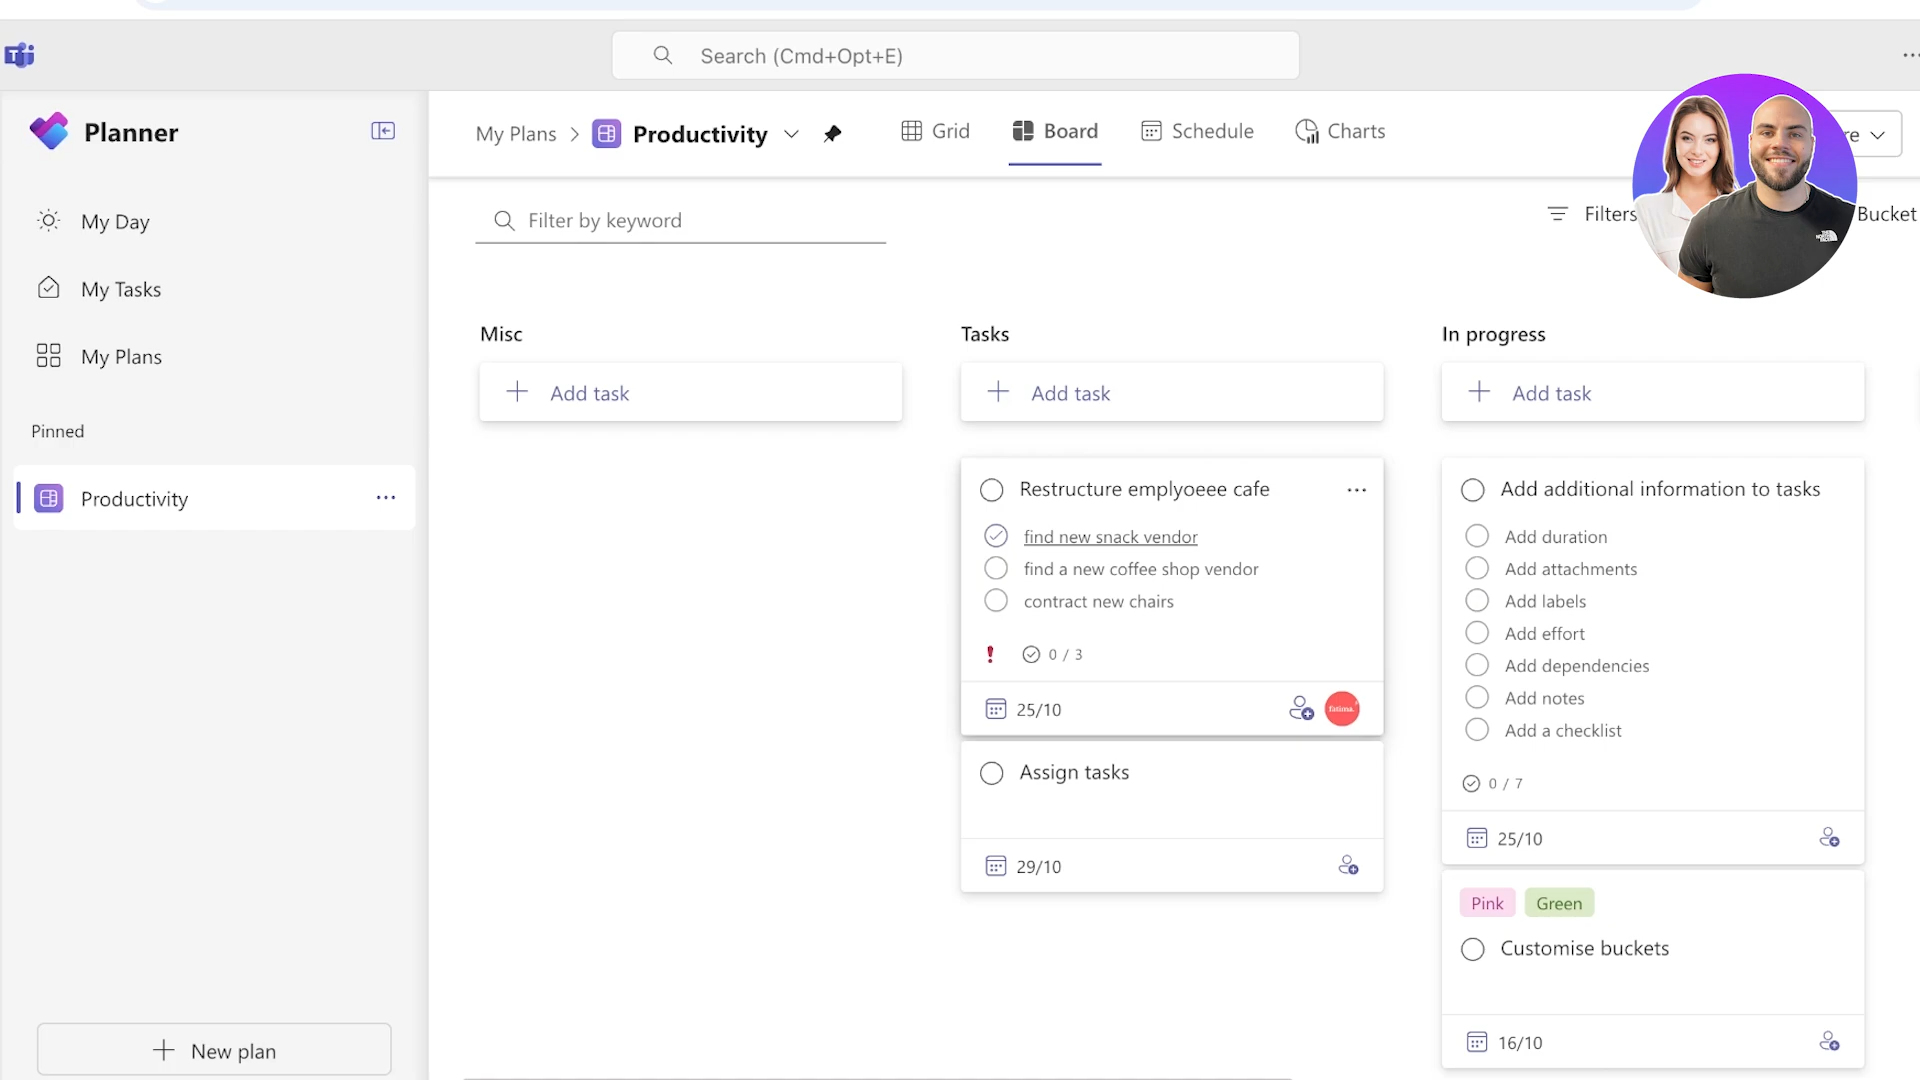 Search (Cmd+Opt+E)
Planner
My Plans
Productivity
Grid
Board
Schedule
Charts
My Day
My Tasks
My Plans
Pinned
Productivity
New plan
Filter by keyword
Filters
Bucket
Misc
Add task
Tasks
Add task
Restructure emplyoeee cafe
find new snack vendor
find a new coffee shop vendor
contract new chairs
0 / 3
25/10
fatima.
Assign tasks
29/10
In progress
Add task
Add additional information to tasks
Add duration
Add attachments
Add labels
Add effort
Add dependencies
Add notes
Add a checklist
0 / 7
25/10
Pink Green
Customise buckets
16/10